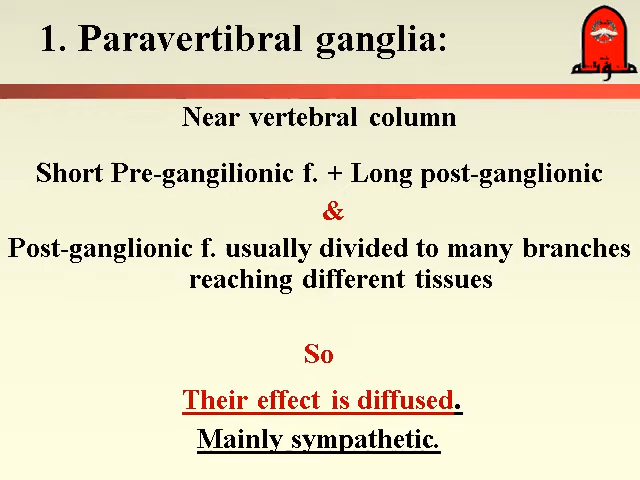 1. Paravertibral ganglia:
مؤتة
Near vertebral column
Short Pre-gangilionic f. + Long post-ganglionic
&
Post-ganglionic f. usually divided to many branches
reaching different tissues
So
Their effect is diffused.
Mainly sympathetic.